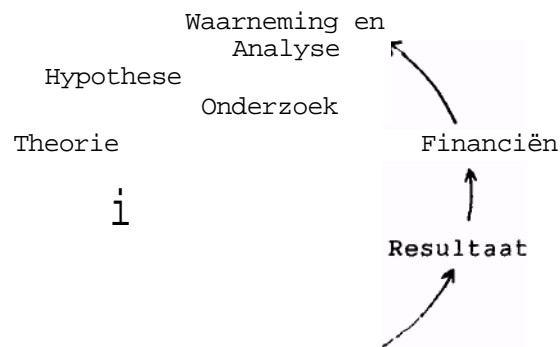 Waarneming en
Analyse
Hypothese
Onderzoek
Theorie
Financiën
i
Resultaat